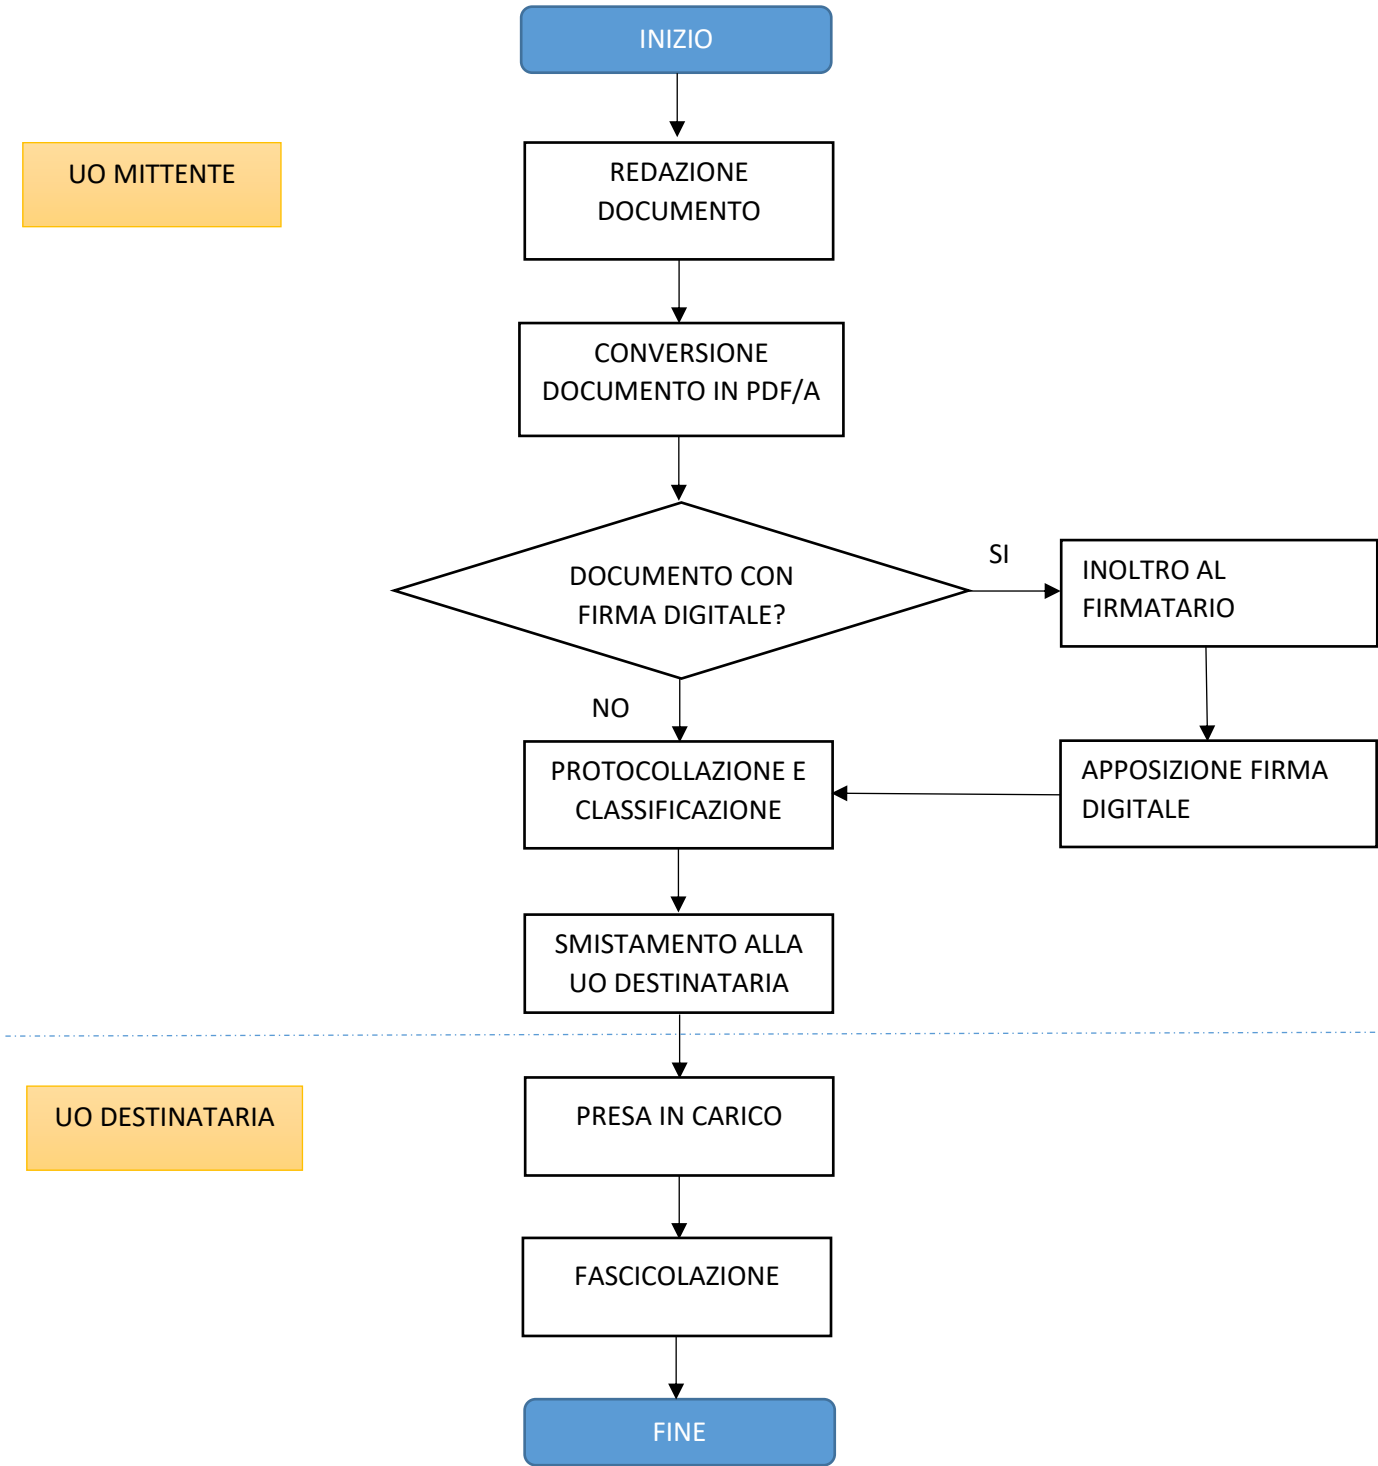 INIZIO
UO MITTENTE
REDAZIONE
DOCUMENTO
CONVERSIONE
DOCUMENTO IN PDF/A
DOCUMENTO CON
FIRMA DIGITALE?
SI
INOLTRO AL
FIRMATARIO
NO
PROTOCOLLAZIONE E
CLASSIFICAZIONE
APPOSIZIONE FIRMA
DIGITALE
SMISTAMENTO ALLA
UO DESTINATARIA
UO DESTINATARIA
PRESA IN CARICO
FASCICOLAZIONE
FINE